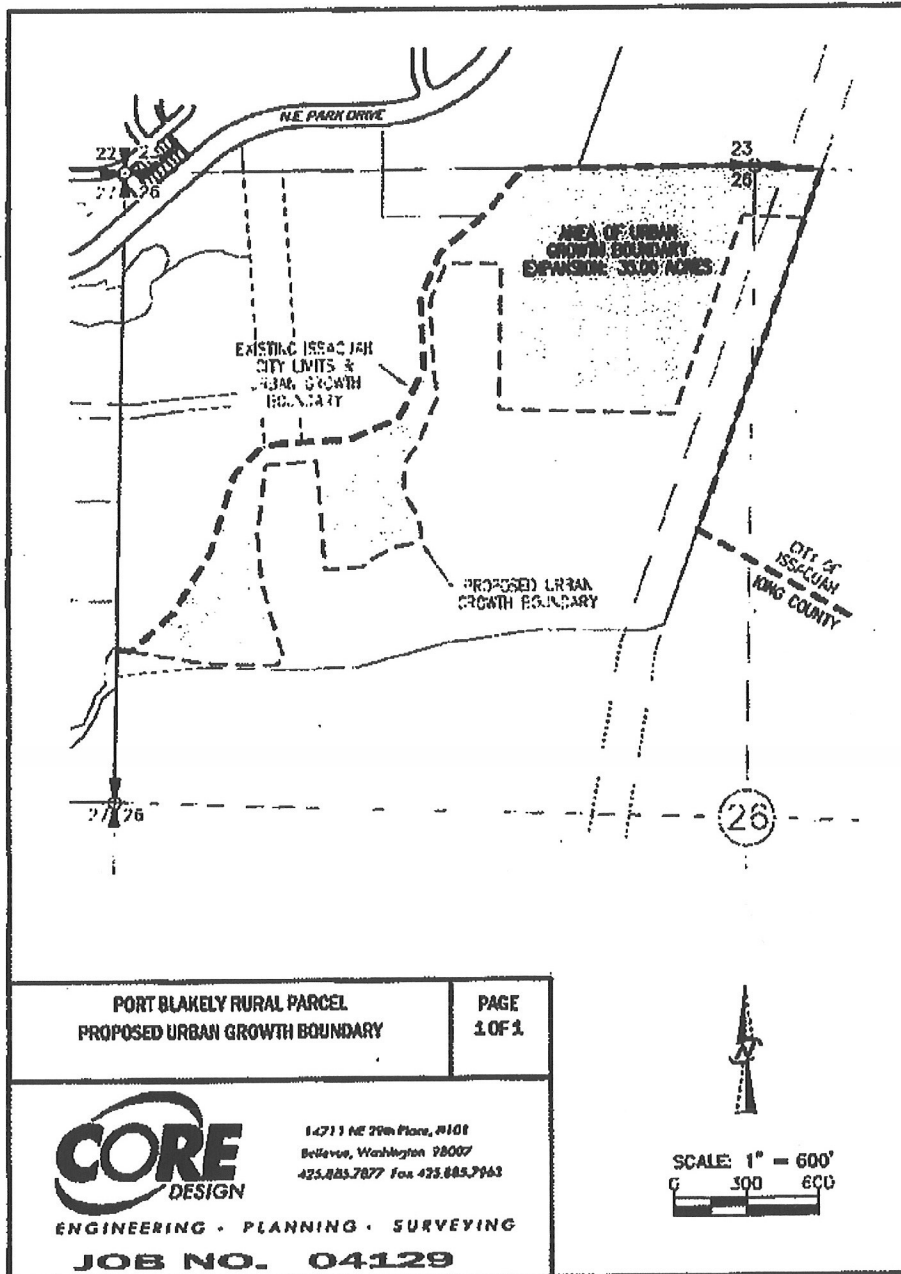 N.E. PARK DRIVE
22 23
27 26
23
26
AREA OF URBAN
GROWTH BOUNDARY
EXPANSION: 35.00 ACRES
EXISTING ISSAQUAH
CITY LIMITS &
URBAN GROWTH
BOUNDARY
PROPOSED URBAN
GROWTH BOUNDARY
CITY OF
ISSAQUAH
KING COUNTY
27 26
26
PORT BLAKELY RURAL PARCEL
PROPOSED URBAN GROWTH BOUNDARY
PAGE
1 OF 1
N
CORE
DESIGN
14711 NE 29th Place, #101
Bellevue, Washington 98007
425.885.7877 Fax 425.885.7963
ENGINEERING · PLANNING · SURVEYING
JOB NO. 04129
SCALE: 1" = 600'
0 300 600